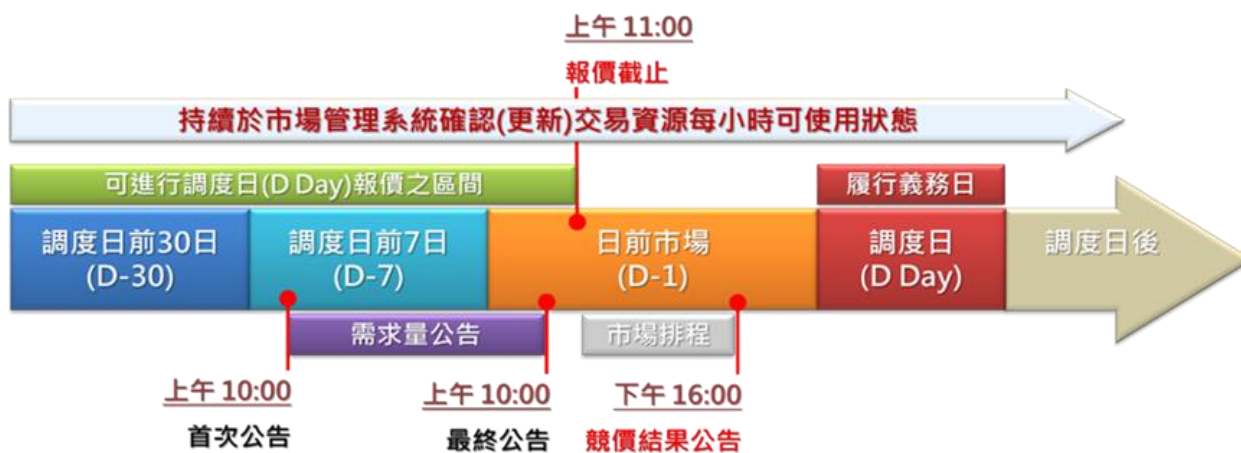 上午 11:00
報價截止
持續於市場管理系統確認(更新)交易資源每小時可使用狀態
可進行調度日(D Day)報價之區間
履行義務日
調度日前30日
(D-30)
調度日前7日
(D-7)
日前市場
(D-1)
調度日
(D Day)
調度日後
需求量公告
市場排程
上午 10:00
首次公告
上午 10:00
最終公告
下午 16:00
競價結果公告